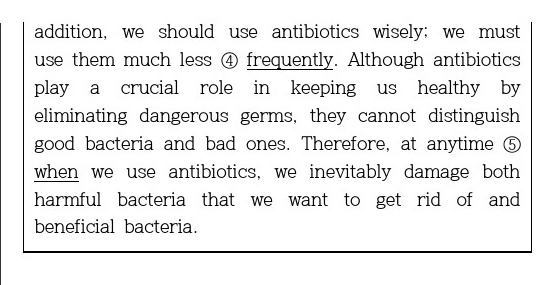 addition, we should use antibiotics wisely; we must
use them much less ④ frequently. Although antibiotics
play a crucial role in keeping us healthy by
eliminating dangerous germs, they cannot distinguish
good bacteria and bad ones. Therefore, at anytime ⑤
when we use antibiotics, we inevitably damage both
harmful bacteria that we want to get rid of and
beneficial bacteria.